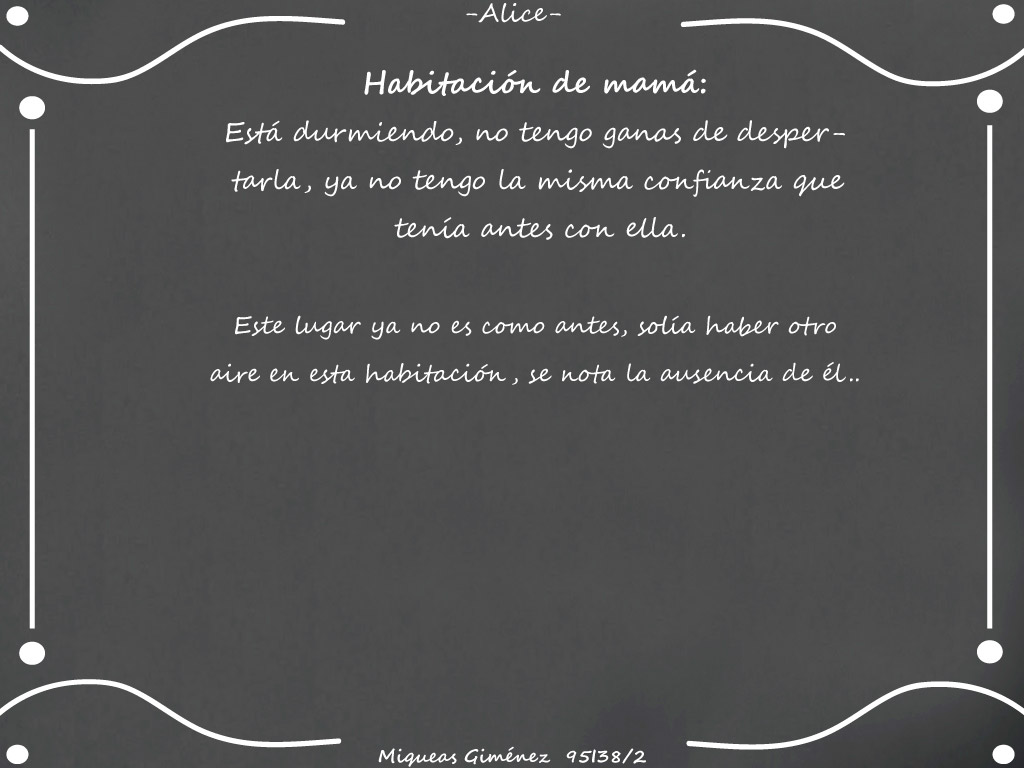 -Alice-
Habitación de mamá:
Está durmiendo, no tengo ganas de desper-
tarla, ya no tengo la misma confianza que
tenía antes con ella.
Este lugar ya no es como antes, solía haber otro
aire en esta habitación, se nota la ausencia de él..
Miqueas Giménez 95138/2